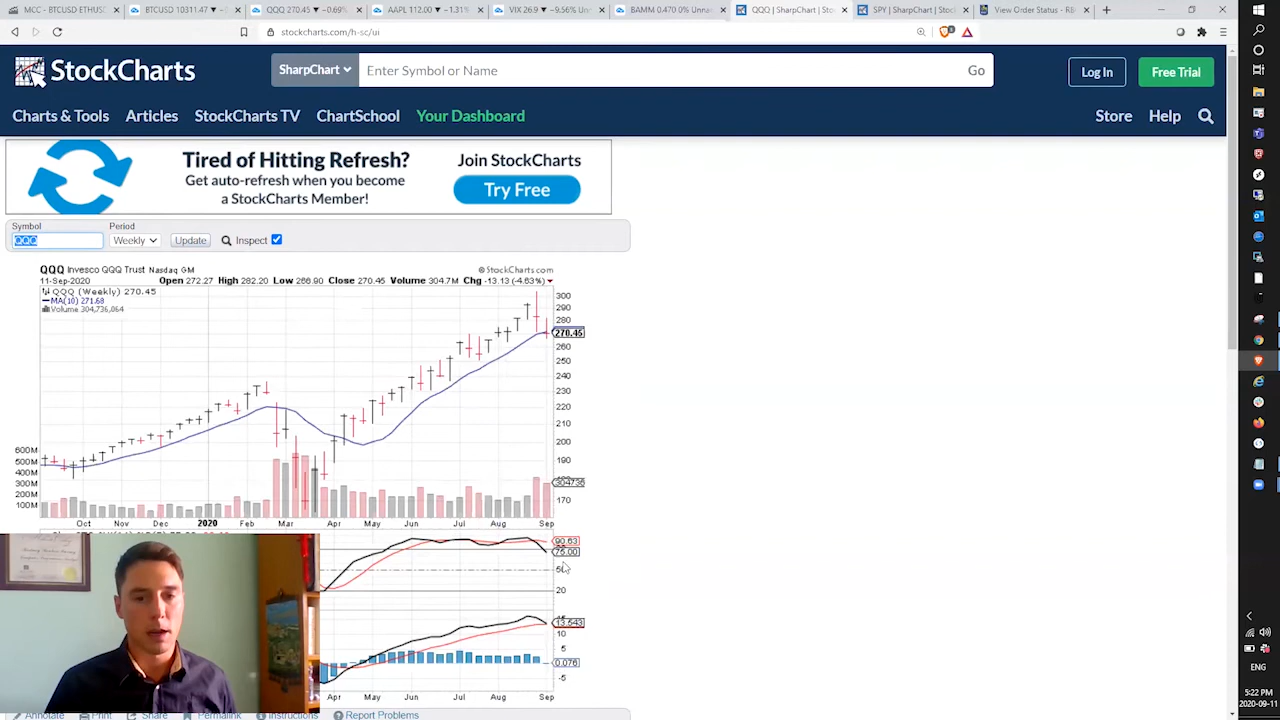 MCC - BTCUSD ETHUS
BTCUSD 10311.47
QQQ 270.45 −0.69%
AAPL 112.00 −1.31%
VIX 26.9 −9.56% Unn
BAMM 0.470 0% Unna
QQQ | SharpChart | Sto
SPY | SharpChart | Stoc
View Order Status - RB
stockcharts.com/h-sc/ui
StockCharts
SharpChart
Enter Symbol or Name
Go
Log In
Free Trial
Charts & Tools
Articles
StockCharts TV
ChartSchool
Your Dashboard
Store
Help
Tired of Hitting Refresh?
Get auto-refresh when you become
a StockCharts Member!
Join StockCharts
Try Free
Symbol
Period
QQQ
Weekly
Update
Inspect
QQQ Invesco QQQ Trust Nasdaq GM
© StockCharts.com
11-Sep-2020
Open 272.27 High 282.20 Low 266.90 Close 270.45 Volume 304.7M Chg -13.13 (-4.63%)
QQQ (Weekly) 270.45
MA(10) 271.68
Volume 304,736,064
300
290
280
270.45
260
250
240
230
220
210
200
190
170
600M
500M
400M
300M
200M
100M
304736
Oct Nov Dec 2020 Feb Mar Apr May Jun Jul Aug Sep
90.63
75.00
50
20
13.543
10
5
0.076
-5
Apr May Jun Jul Aug Sep
Annotate
Print
Share
Permalink
Instructions
Report Problems
ENG
5:22 PM
2020-09-11